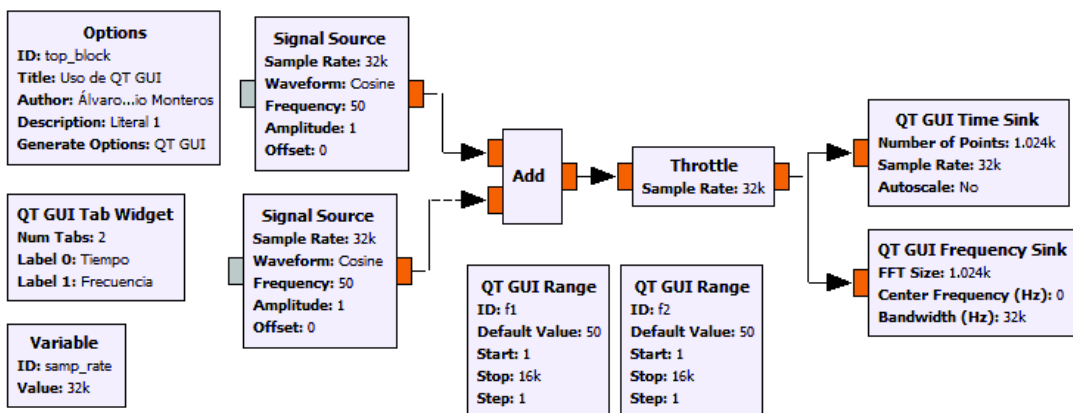 Options
ID: top_block
Title: Uso de QT GUI
Author: Álvaro...io Monteros
Description: Literal 1
Generate Options: QT GUI
QT GUI Tab Widget
Num Tabs: 2
Label 0: Tiempo
Label 1: Frecuencia
Variable
ID: samp_rate
Value: 32k
Signal Source
Sample Rate: 32k
Waveform: Cosine
Frequency: 50
Amplitude: 1
Offset: 0
Signal Source
Sample Rate: 32k
Waveform: Cosine
Frequency: 50
Amplitude: 1
Offset: 0
Add
Throttle
Sample Rate: 32k
QT GUI Range
ID: f1
Default Value: 50
Start: 1
Stop: 16k
Step: 1
QT GUI Range
ID: f2
Default Value: 50
Start: 1
Stop: 16k
Step: 1
QT GUI Time Sink
Number of Points: 1.024k
Sample Rate: 32k
Autoscale: No
QT GUI Frequency Sink
FFT Size: 1.024k
Center Frequency (Hz): 0
Bandwidth (Hz): 32k